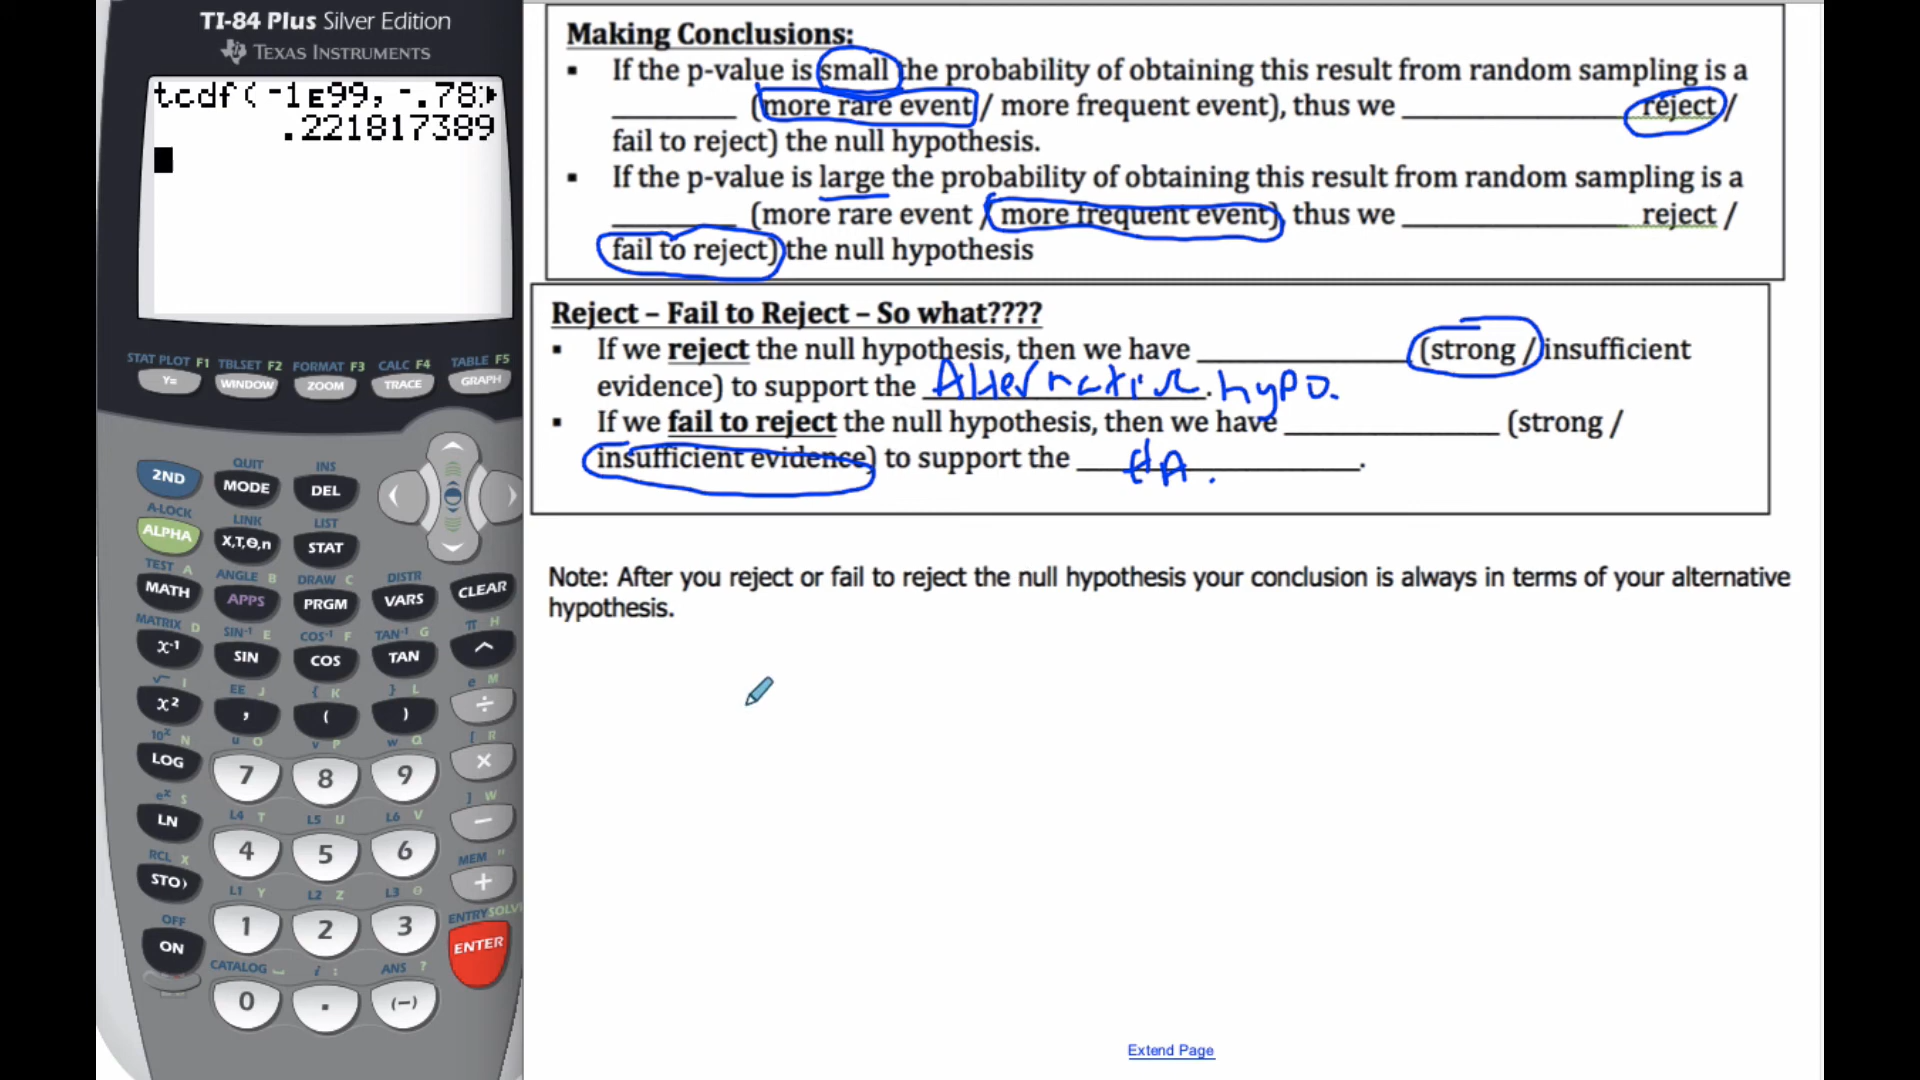 TI-84 Plus Silver Edition
TEXAS INSTRUMENTS
tcdf(-1E99,-.78
.221817389
STAT PLOT F1 TBLSET F2 FORMAT F3 CALC F4 TABLE F5
Y= WINDOW ZOOM TRACE GRAPH
QUIT INS
2ND MODE DEL
A-LOCK LINK LIST
ALPHA X,T,Θ,n STAT
TEST A ANGLE B DRAW C DISTR
MATH APPS PRGM VARS CLEAR
MATRIX D SIN-1 E COS-1 F TAN-1 G π H
x-1 SIN COS TAN ^
√ I EE J { K } L e M
x2 , ( ) ÷
10x N u O v P w Q [ R
LOG 7 8 9 ×
ex S L4 T L5 U L6 V ] W
LN 4 5 6 −
RCL X L1 Y L2 Z L3 θ MEM "
STO› 1 2 3 +
OFF ENTRY SOLV
ON ENTER
CATALOG i : ANS ?
0 . (−)
Making Conclusions:
▪ If the p-value is small the probability of obtaining this result from random sampling is a
________ (more rare event / more frequent event), thus we ______________ reject /
fail to reject) the null hypothesis.
▪ If the p-value is large the probability of obtaining this result from random sampling is a
________ (more rare event / more frequent event), thus we ______________ reject /
fail to reject) the null hypothesis
Reject – Fail to Reject – So what????
▪ If we reject the null hypothesis, then we have ______________ (strong / insufficient
evidence) to support the Alternative. hypo.
▪ If we fail to reject the null hypothesis, then we have ______________ (strong /
insufficient evidence) to support the HA.
Note: After you reject or fail to reject the null hypothesis your conclusion is always in terms of your alternative
hypothesis.
Extend Page